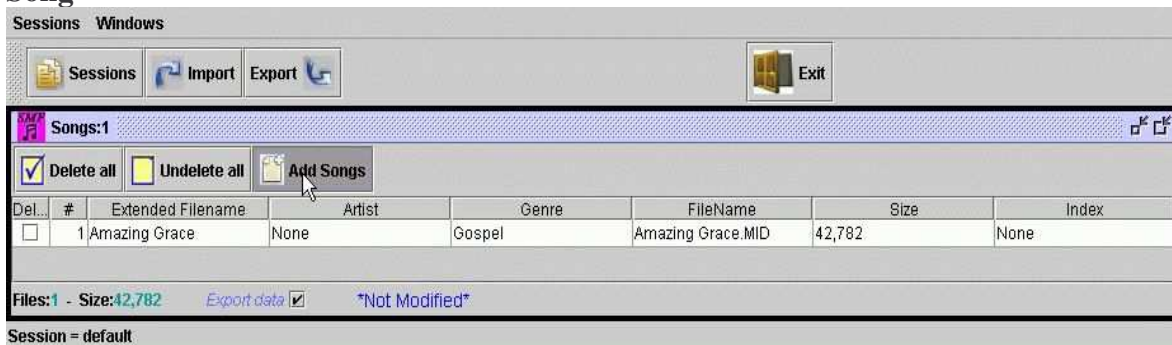 Song
Sessions Windows
Sessions Import Export Exit
SMF Songs:1
Delete all Undelete all Add Songs
Del... # Extended Filename Artist Genre FileName Size Index
1 Amazing Grace None Gospel Amazing Grace.MID 42,782 None
Files:1 - Size:42,782 Export data *Not Modified*
Session = default